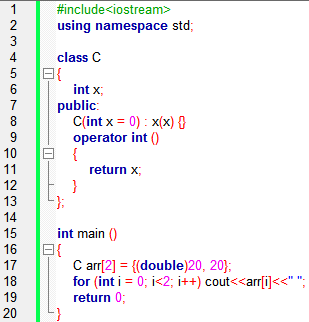 1 #include<iostream>
2 using namespace std;
3
4 class C
5 {
6 int x;
7 public:
8 C(int x = 0) : x(x) {}
9 operator int ()
10 {
11 return x;
12 }
13 };
14
15 int main ()
16 {
17 C arr[2] = {(double)20, 20};
18 for (int i = 0; i<2; i++) cout<<arr[i]<<" ";
19 return 0;
20 }